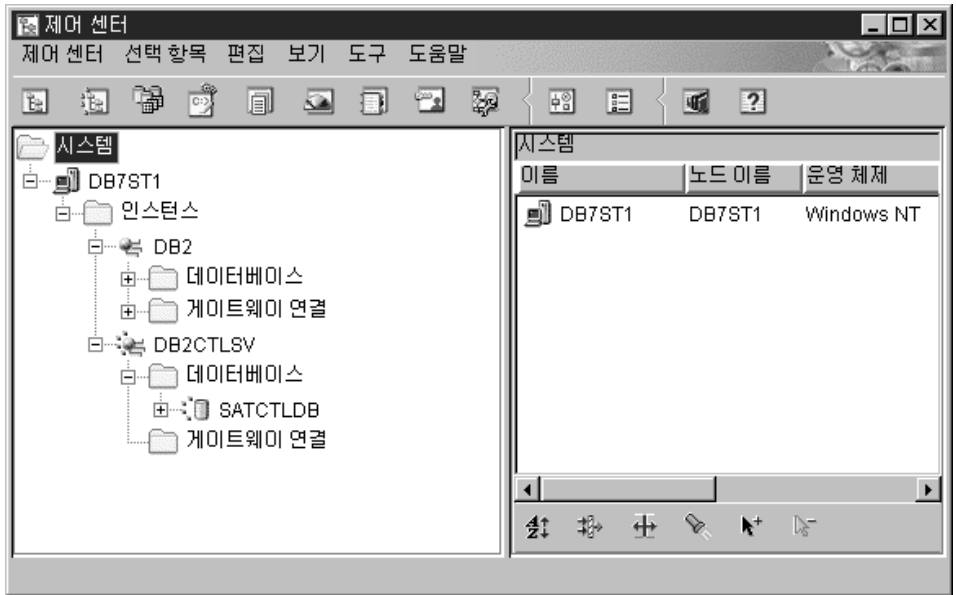 제어 센터
제어 센터 선택 항목 편집 보기 도구 도움말
시스템
DB7ST1
인스턴스
DB2
데이터베이스
게이트웨이 연결
DB2CTLSV
데이터베이스
SATCTLDB
게이트웨이 연결
시스템
이름 노드 이름 운영 체제
DB7ST1 DB7ST1 Windows NT